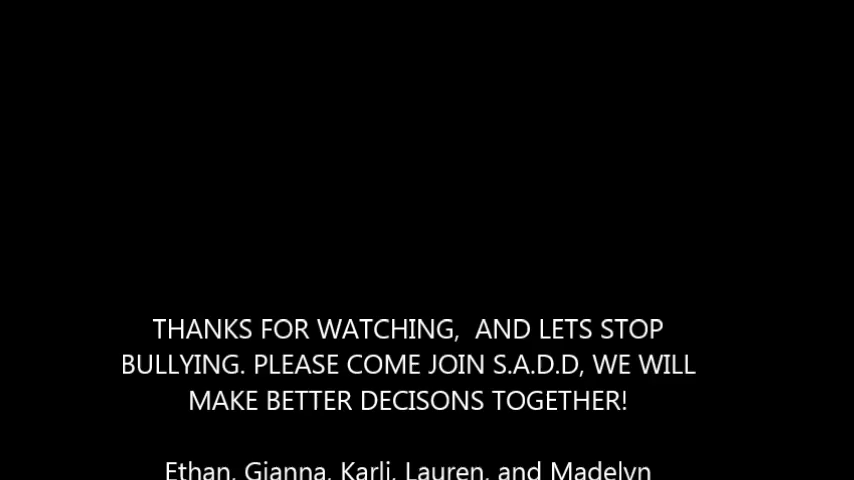 THANKS FOR WATCHING,  AND LETS STOP
BULLYING. PLEASE COME JOIN S.A.D.D, WE WILL
MAKE BETTER DECISONS TOGETHER!
Ethan, Gianna, Karli, Lauren, and Madelyn